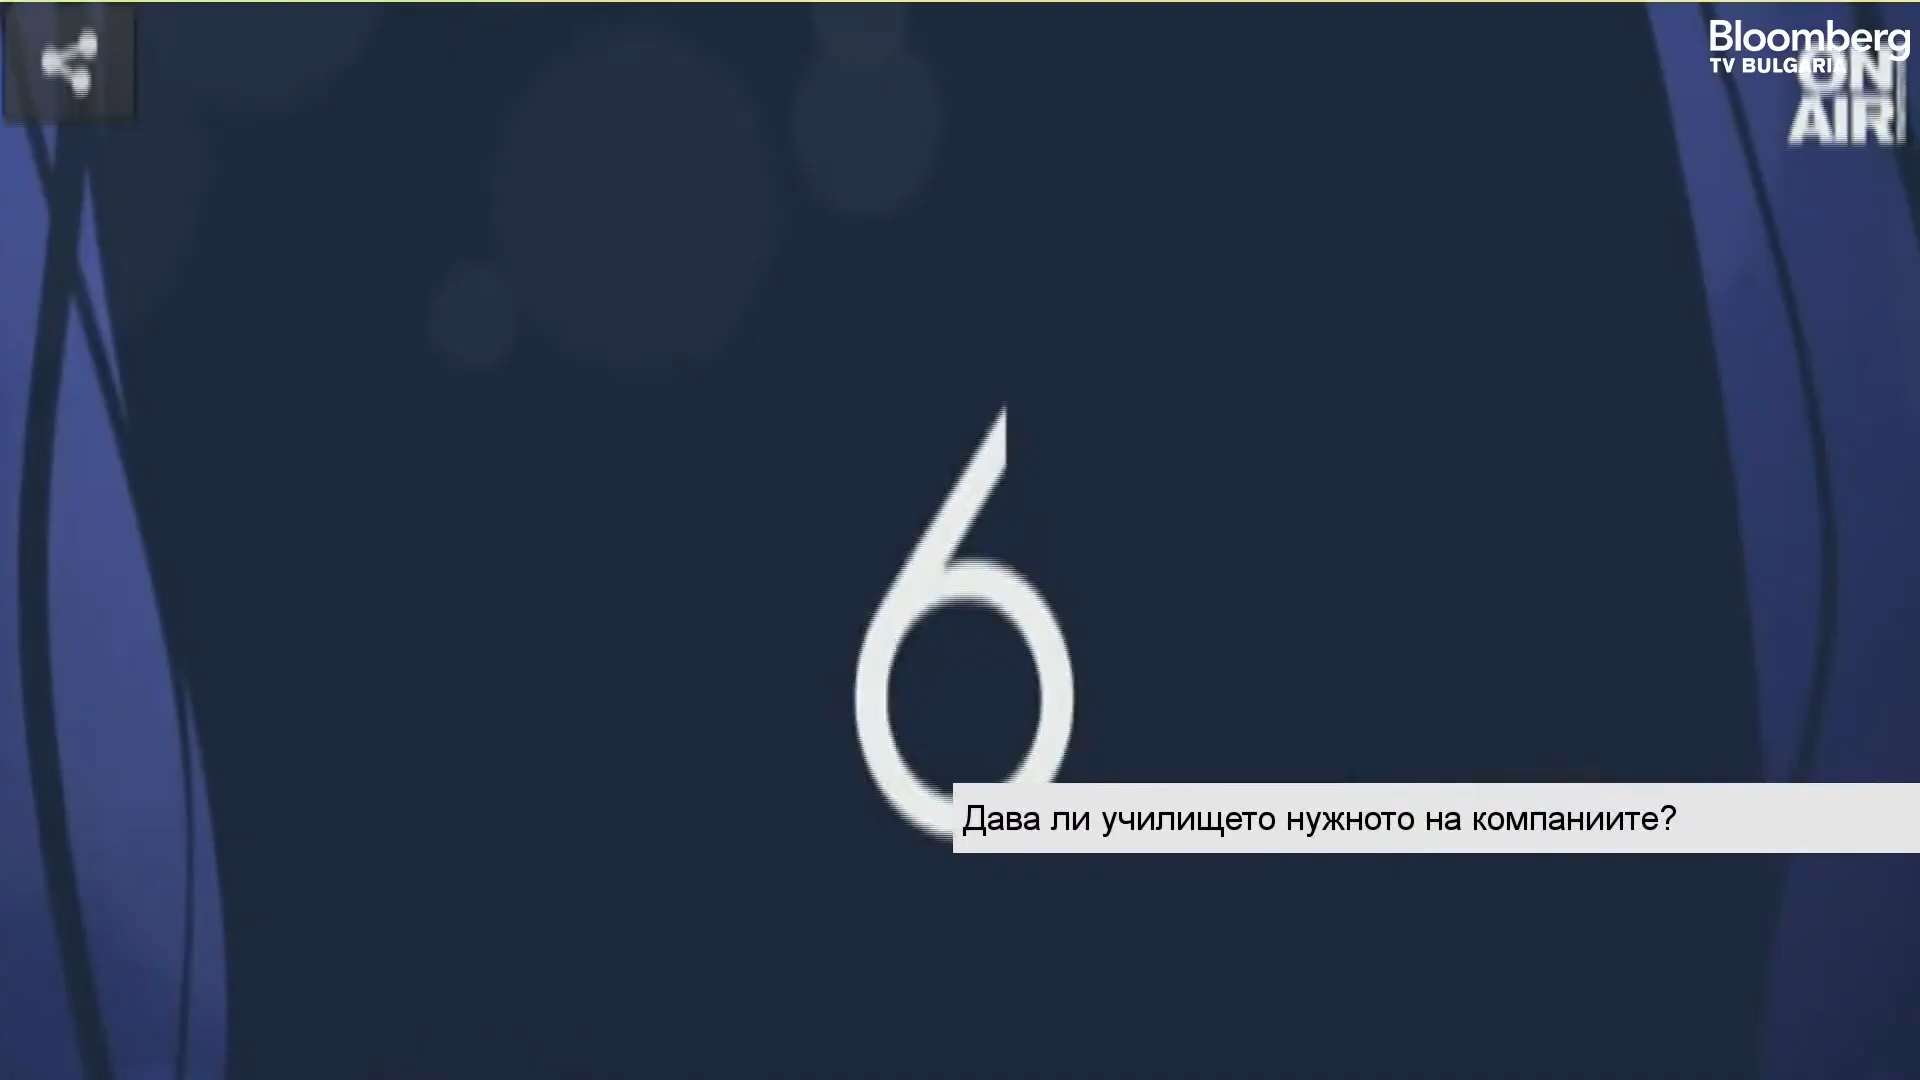 Bloomberg
TV BULGARIA
ON
AIR
6
Дава ли училището нужното на компаниите?